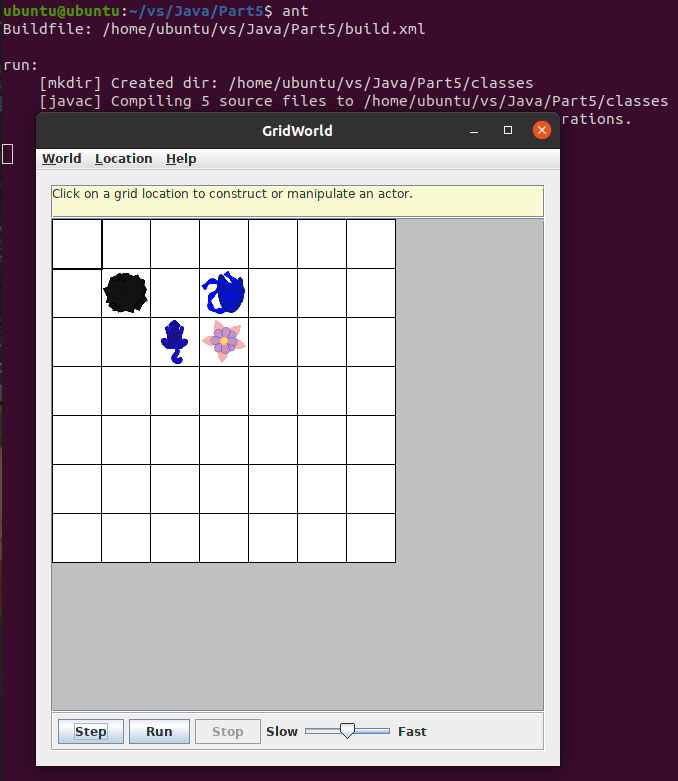 ubuntu@ubuntu:~/vs/Java/Part5$ ant
Buildfile: /home/ubuntu/vs/Java/Part5/build.xml
run:
[mkdir] Created dir: /home/ubuntu/vs/Java/Part5/classes
[javac] Compiling 5 source files to /home/ubuntu/vs/Java/Part5/classes
rations.
GridWorld
World Location Help
Click on a grid location to construct or manipulate an actor.
Step Run Stop Slow Fast